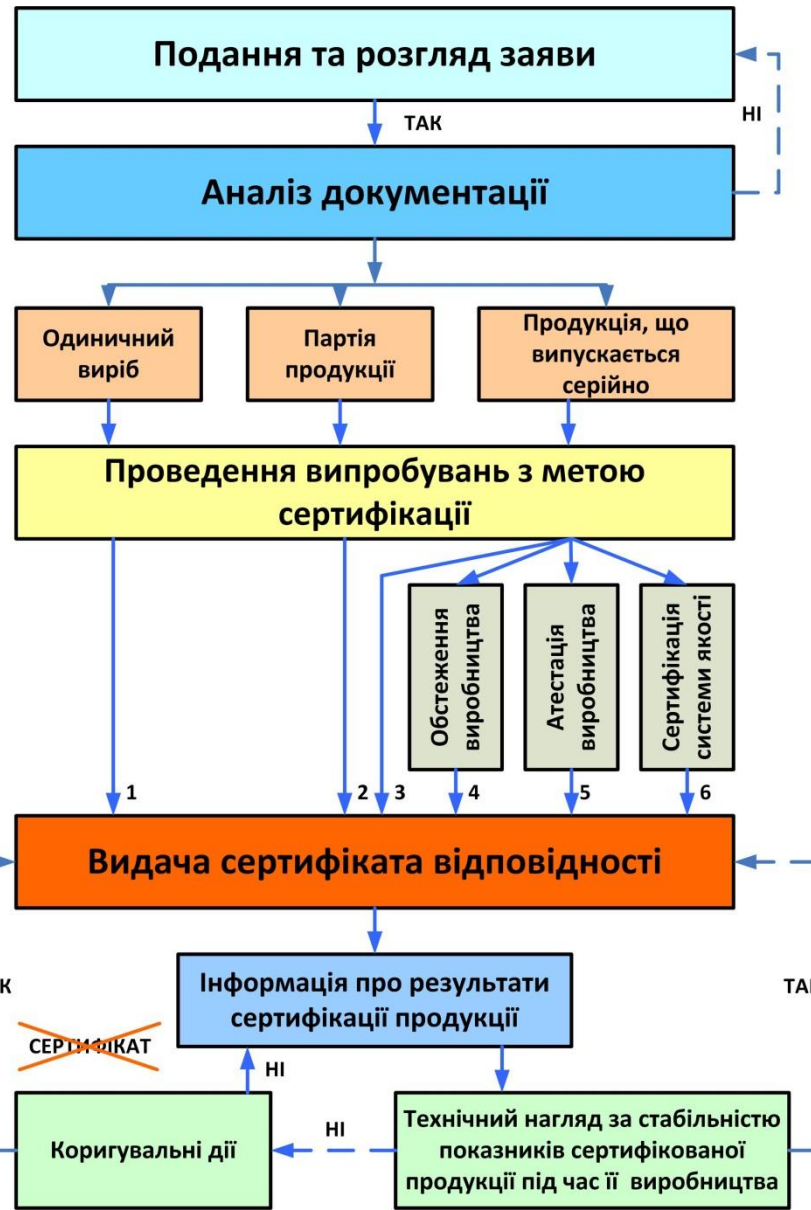 Подання та розгляд заяви
ТАК
НІ
Аналіз документації
Одиничний
виріб
Партія
продукції
Продукція, що
випускається
серійно
Проведення випробувань з метою
сертифікації
Обстеження
виробництва
Атестація
виробництва
Сертифікація
системи якості
1
2
3
4
5
6
Видача сертифіката відповідності
Інформація про результати
сертифікації продукції
К
ТА
СЕРТИФІКАТ
НІ
Коригувальні дії
НІ
Технічний нагляд за стабільністю
показників сертифікованої
продукції під час її виробництва